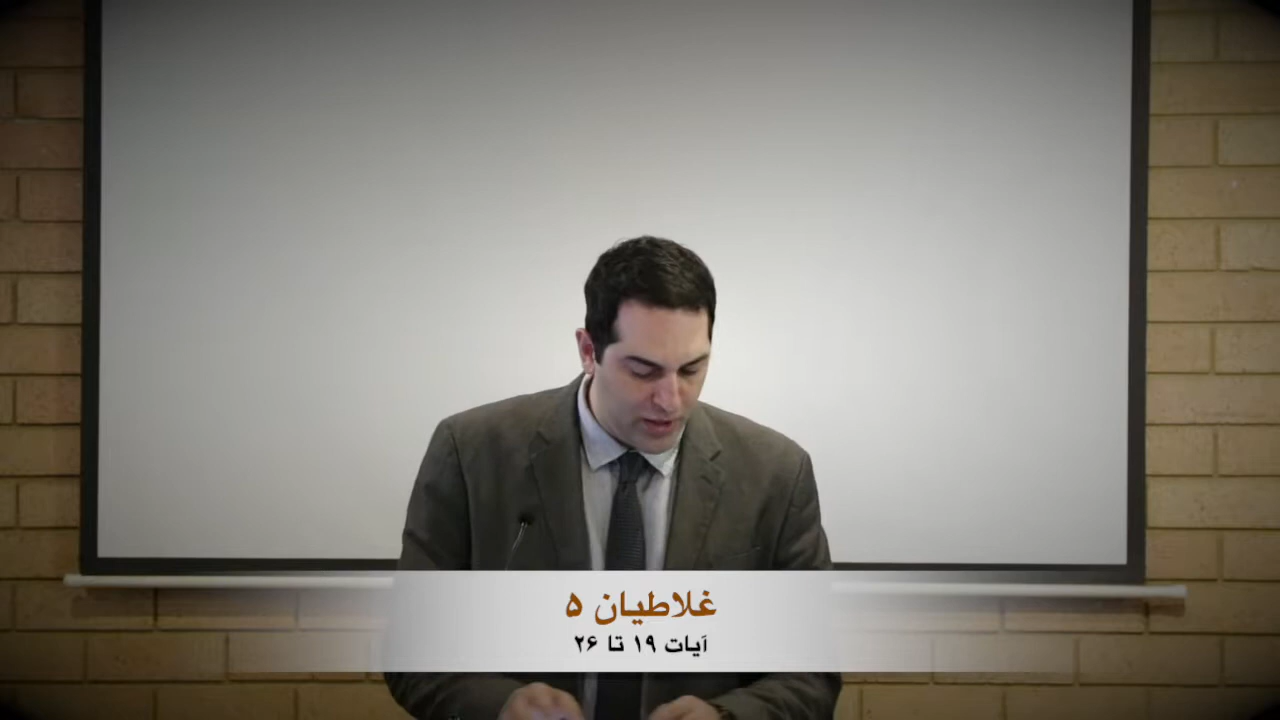 غلاطیان ۵
آیات ۱۹ تا ۲۶